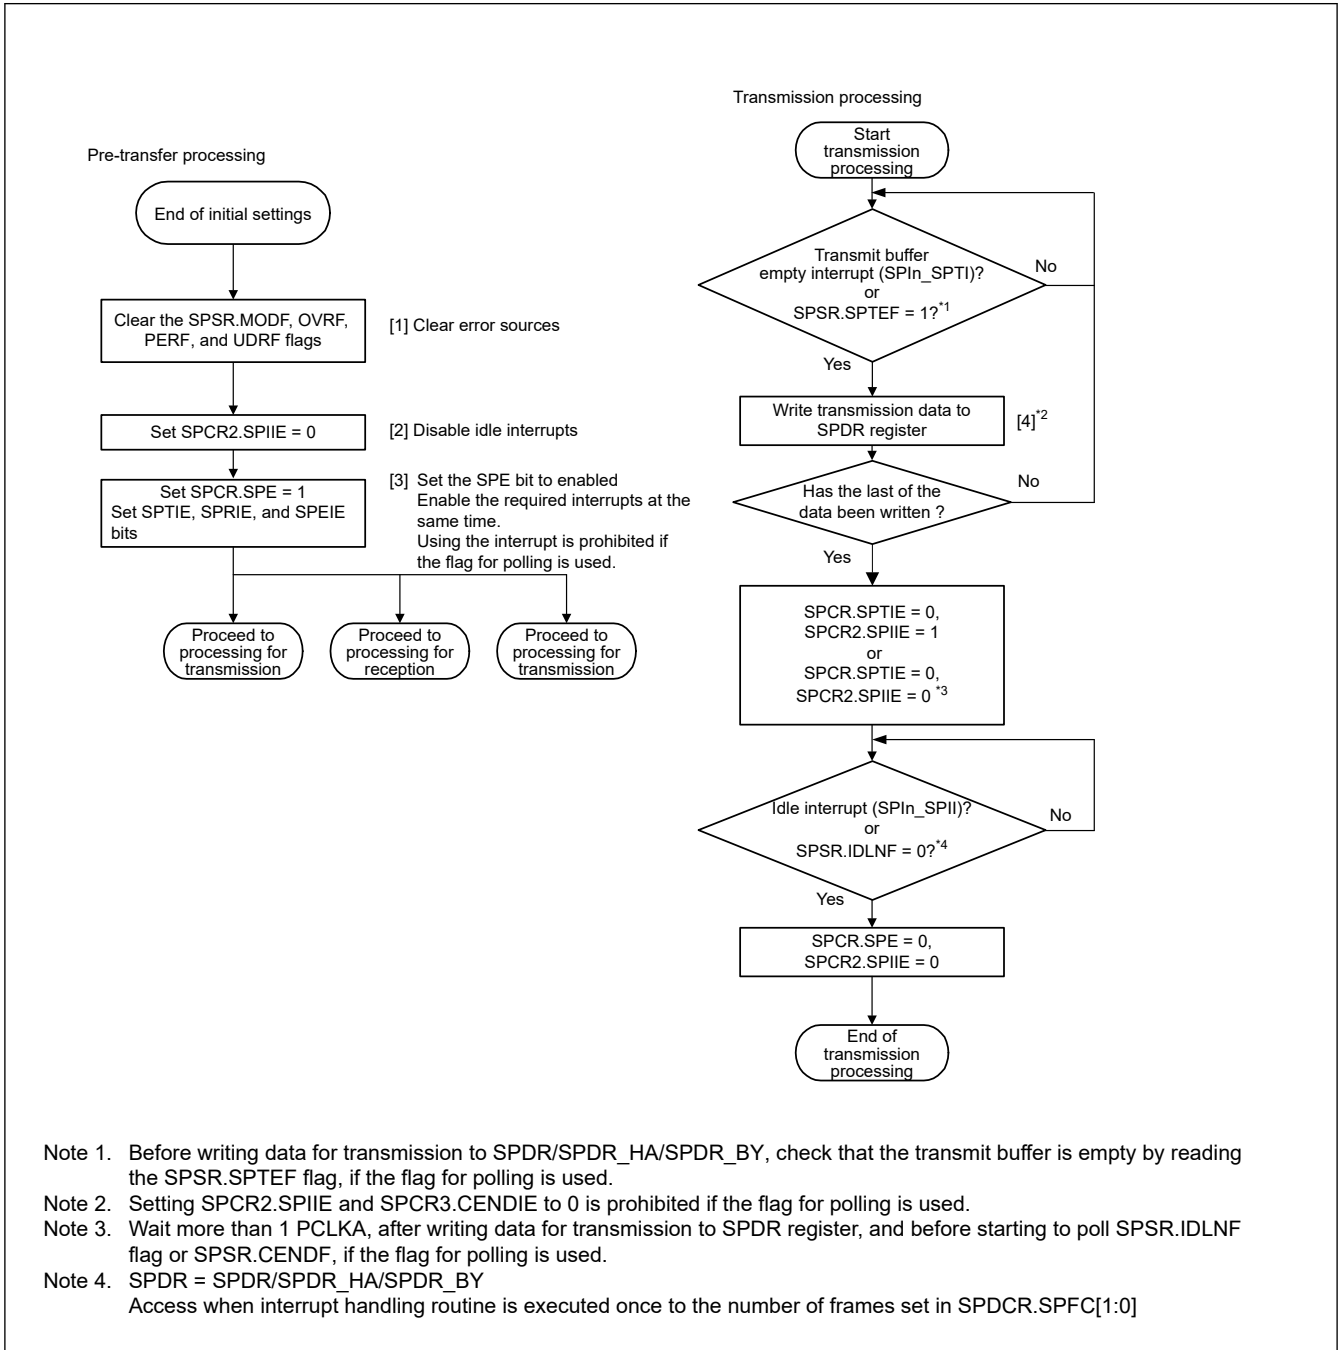 Pre-transfer processing
End of initial settings
Clear the SPSR.MODF, OVRF,
PERF, and UDRF flags
[1] Clear error sources
Set SPCR2.SPIIE = 0
[2] Disable idle interrupts
Set SPCR.SPE = 1
Set SPTIE, SPRIE, and SPEIE
bits
[3] Set the SPE bit to enabled
Enable the required interrupts at the
same time.
Using the interrupt is prohibited if
the flag for polling is used.
Proceed to
processing for
transmission
Proceed to
processing for
reception
Proceed to
processing for
transmission
Transmission processing
Start
transmission
processing
Transmit buffer
empty interrupt (SPIn_SPTI)?
or
SPSR.SPTEF = 1?*1
No
Yes
Write transmission data to
SPDR register
[4]*2
Has the last of the
data been written ?
No
Yes
SPCR.SPTIE = 0,
SPCR2.SPIIE = 1
or
SPCR.SPTIE = 0,
SPCR2.SPIIE = 0 *3
Idle interrupt (SPIn_SPII)?
or
SPSR.IDLNF = 0?*4
No
Yes
SPCR.SPE = 0,
SPCR2.SPIIE = 0
End of
transmission
processing
Note 1. Before writing data for transmission to SPDR/SPDR_HA/SPDR_BY, check that the transmit buffer is empty by reading
the SPSR.SPTEF flag, if the flag for polling is used.
Note 2. Setting SPCR2.SPIIE and SPCR3.CENDIE to 0 is prohibited if the flag for polling is used.
Note 3. Wait more than 1 PCLKA, after writing data for transmission to SPDR register, and before starting to poll SPSR.IDLNF
flag or SPSR.CENDF, if the flag for polling is used.
Note 4. SPDR = SPDR/SPDR_HA/SPDR_BY
Access when interrupt handling routine is executed once to the number of frames set in SPDCR.SPFC[1:0]